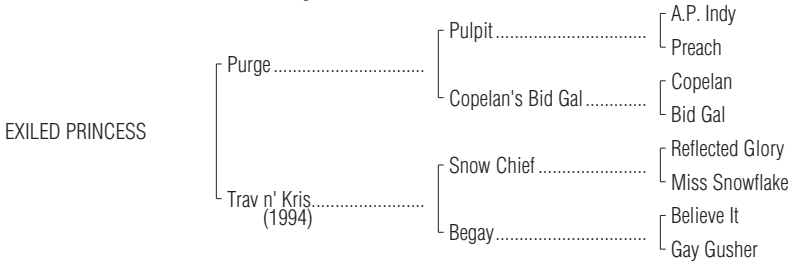 A.P. Indy
Pulpit..............................
Preach
Purge..............................
Copelan
Copelan's Bid Gal............
Bid Gal
EXILED PRINCESS
Reflected Glory
Snow Chief.....................
Miss Snowflake
Trav n' Kris......................
(1994)
Believe It
Begay..............................
Gay Gusher